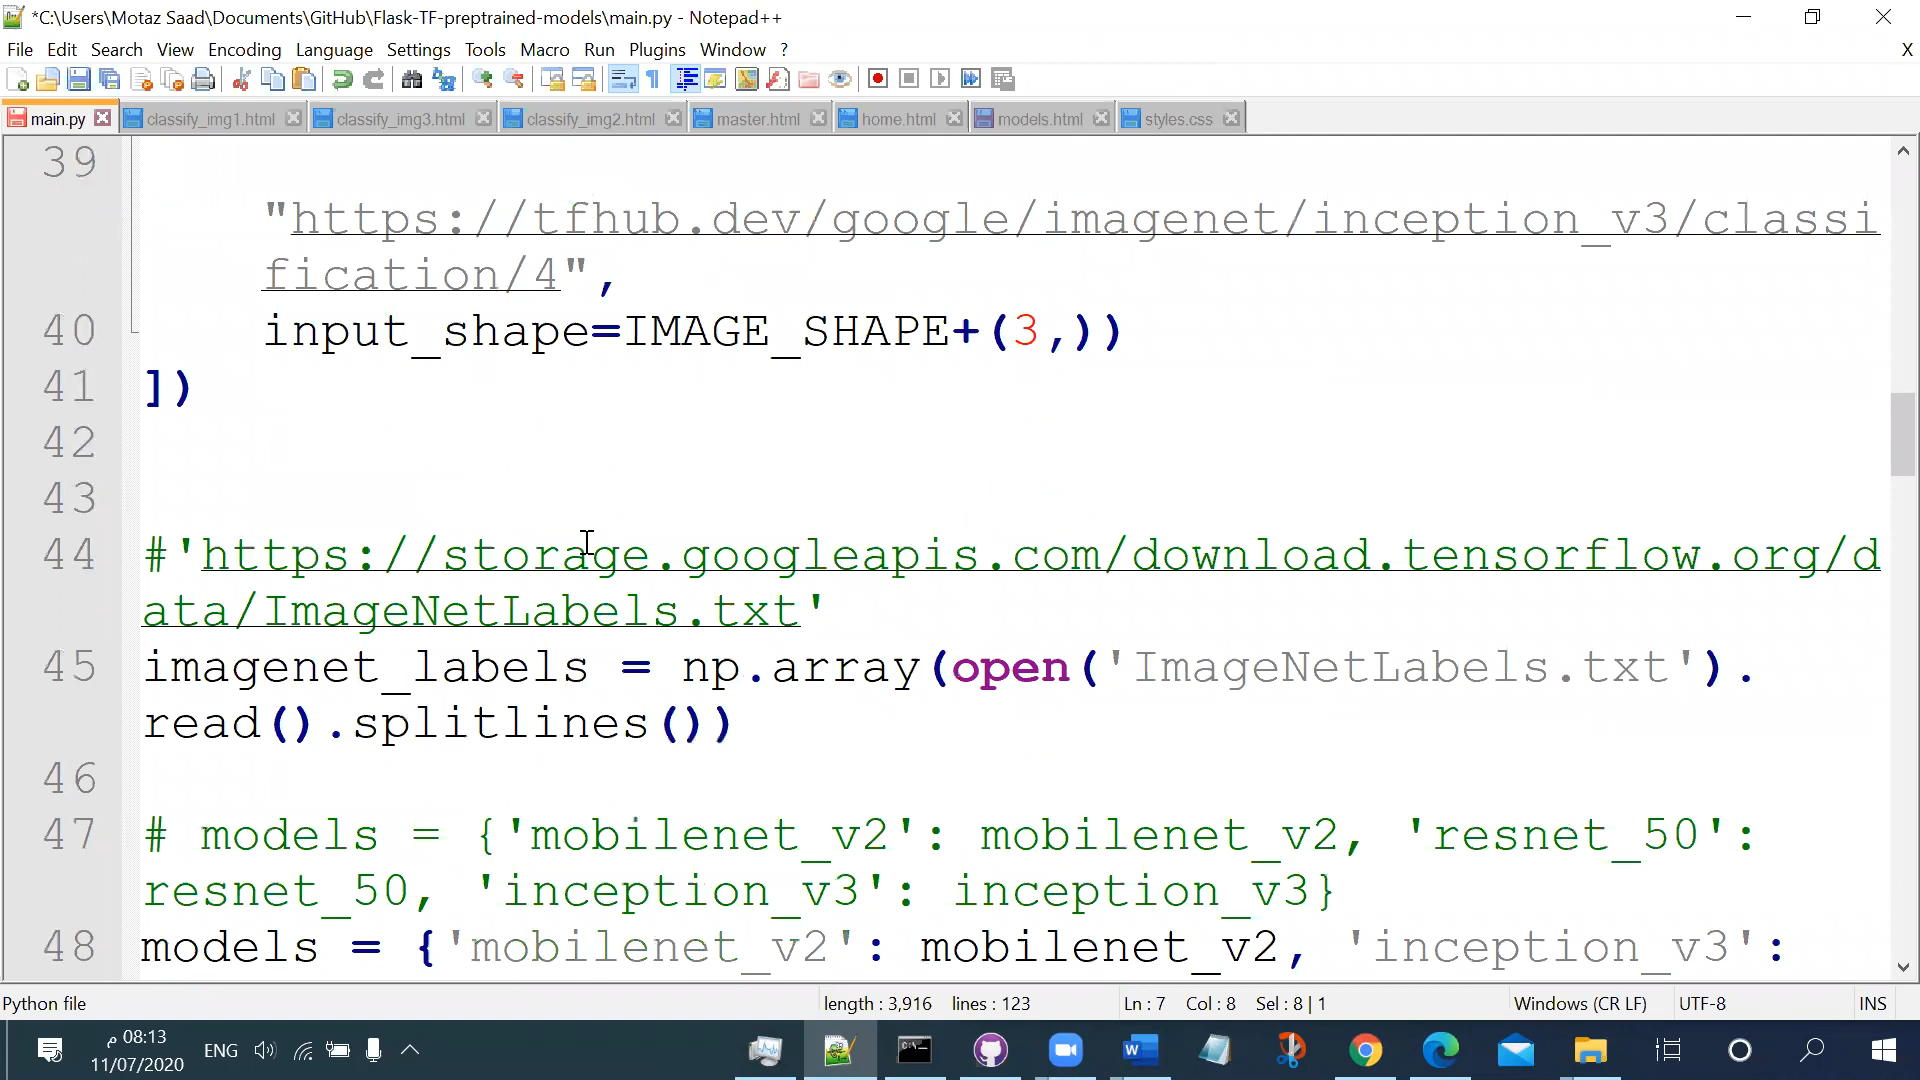 *C:\Users\Motaz Saad\Documents\GitHub\Flask-TF-preptrained-models\main.py - Notepad++
File Edit Search View Encoding Language Settings Tools Macro Run Plugins Window ? X
main.py classify_img1.html classify_img3.html classify_img2.html master.html home.html models.html styles.css
39
"https://tfhub.dev/google/imagenet/inception_v3/classi
fication/4",
40 input_shape=IMAGE_SHAPE+(3,))
41 ])
42
43
44 #'https://storage.googleapis.com/download.tensorflow.org/d
ata/ImageNetLabels.txt'
45 imagenet_labels = np.array(open('ImageNetLabels.txt').
read().splitlines())
46
47 # models = {'mobilenet_v2': mobilenet_v2, 'resnet_50':
resnet_50, 'inception_v3': inception_v3}
48 models = {'mobilenet_v2': mobilenet_v2, 'inception_v3':
Python file length : 3,916 lines : 123 Ln : 7 Col : 8 Sel : 8 | 1 Windows (CR LF) UTF-8 INS
08:13 م
11/07/2020
ENG